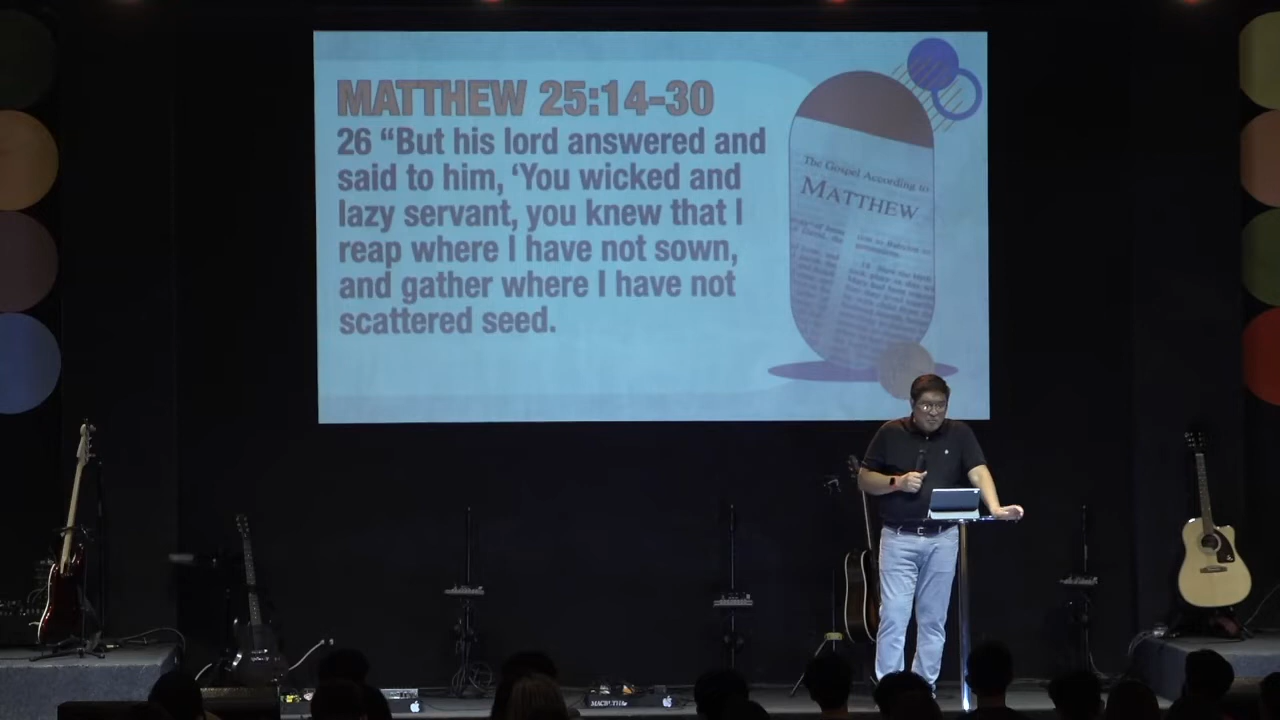 MATTHEW 25:14-30
26 “But his lord answered and
said to him, ‘You wicked and
lazy servant, you knew that I
reap where I have not sown,
and gather where I have not
scattered seed.
The Gospel According to
MATTHEW